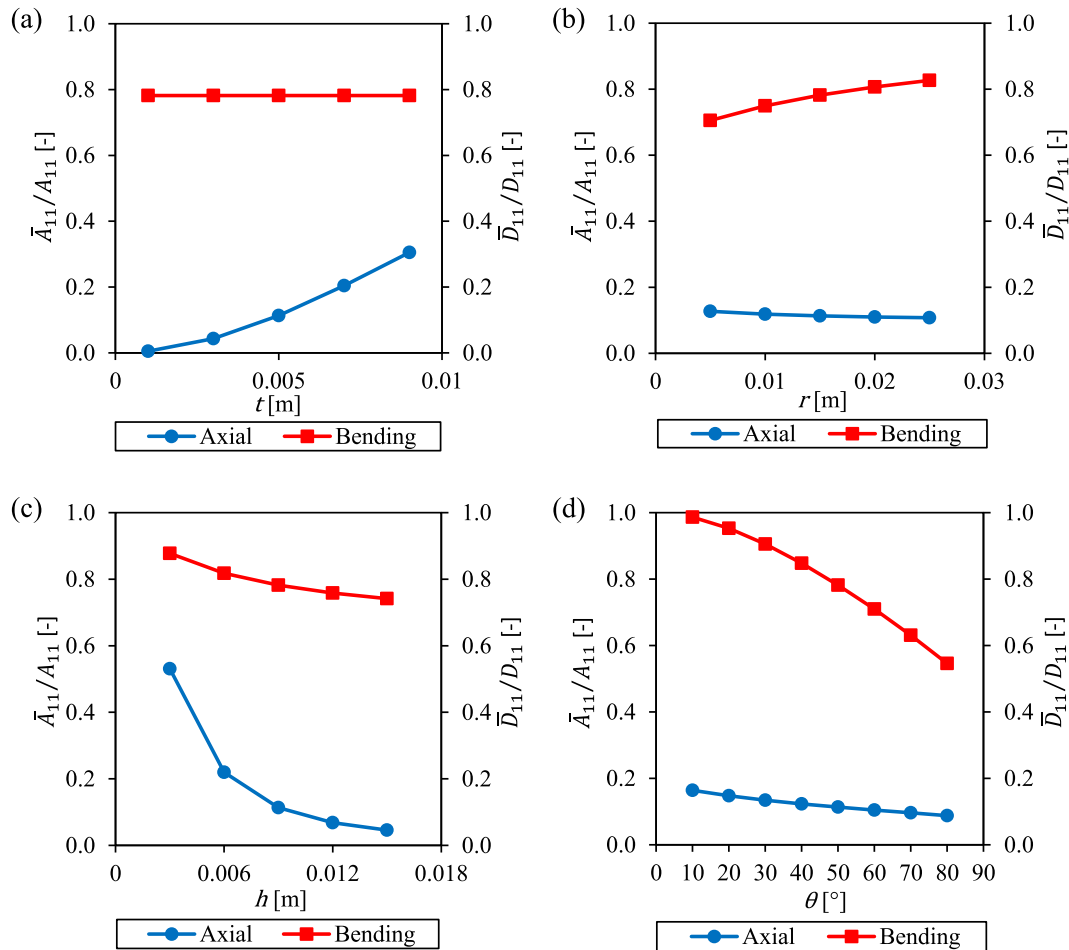 (a)
1.0 1.0
0.8 0.8
0.6 0.6
0.4 0.4
0.2 0.2
0.0 0.0
Ā₁₁/A₁₁ [-]
D̄₁₁/D₁₁ [-]
0 0.005 0.01
t [m]
Axial Bending
(b)
1.0 1.0
0.8 0.8
0.6 0.6
0.4 0.4
0.2 0.2
0.0 0.0
Ā₁₁/A₁₁ [-]
D̄₁₁/D₁₁ [-]
0 0.01 0.02 0.03
r [m]
Axial Bending
(c)
1.0 1.0
0.8 0.8
0.6 0.6
0.4 0.4
0.2 0.2
0.0 0.0
Ā₁₁/A₁₁ [-]
D̄₁₁/D₁₁ [-]
0 0.006 0.012 0.018
h [m]
Axial Bending
(d)
1.0 1.0
0.8 0.8
0.6 0.6
0.4 0.4
0.2 0.2
0.0 0.0
Ā₁₁/A₁₁ [-]
D̄₁₁/D₁₁ [-]
0 10 20 30 40 50 60 70 80 90
θ [°]
Axial Bending